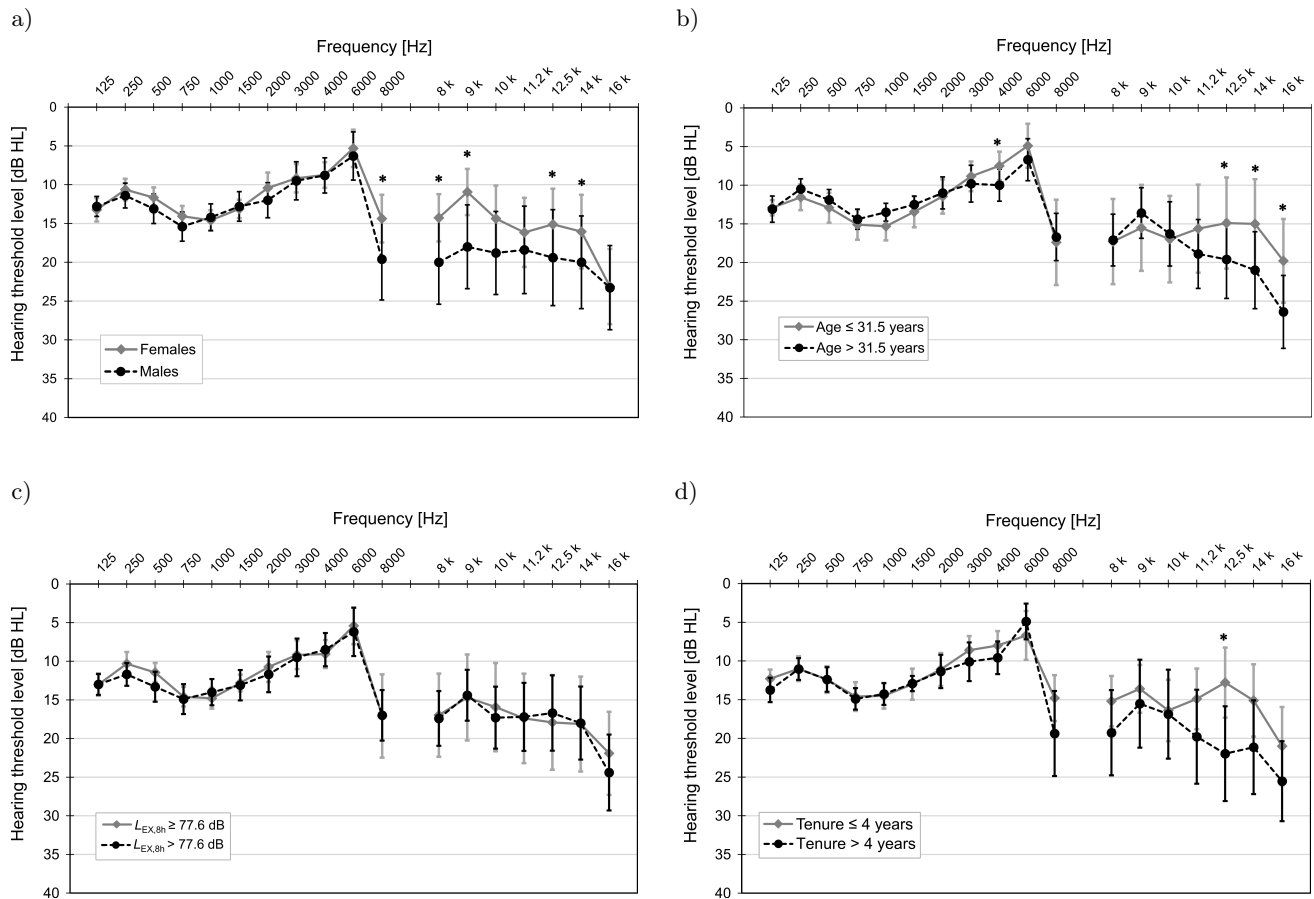 a)
Frequency [Hz]
125 250 500 750 1000 1500 2000 3000 4000 6000 8000 8 k 9 k 10 k 11.2 k 12.5 k 14 k 16 k
Hearing threshold level [dB HL]
0
5
10
15
20
25
30
35
40
* * * * *
Females
Males
b)
Frequency [Hz]
125 250 500 750 1000 1500 2000 3000 4000 6000 8000 8 k 9 k 10 k 11.2 k 12.5 k 14 k 16 k
Hearing threshold level [dB HL]
0
5
10
15
20
25
30
35
40
* * * *
Age ≤ 31.5 years
Age > 31.5 years
c)
Frequency [Hz]
125 250 500 750 1000 1500 2000 3000 4000 6000 8000 8 k 9 k 10 k 11.2 k 12.5 k 14 k 16 k
Hearing threshold level [dB HL]
0
5
10
15
20
25
30
35
40
LEX,8h ≥ 77.6 dB
LEX,8h > 77.6 dB
d)
Frequency [Hz]
125 250 500 750 1000 1500 2000 3000 4000 6000 8000 8 k 9 k 10 k 11,2 k 12,5 k 14 k 16 k
Hearing threshold level [dB HL]
0
5
10
15
20
25
30
35
40
*
Tenure ≤ 4 years
Tenure > 4 years